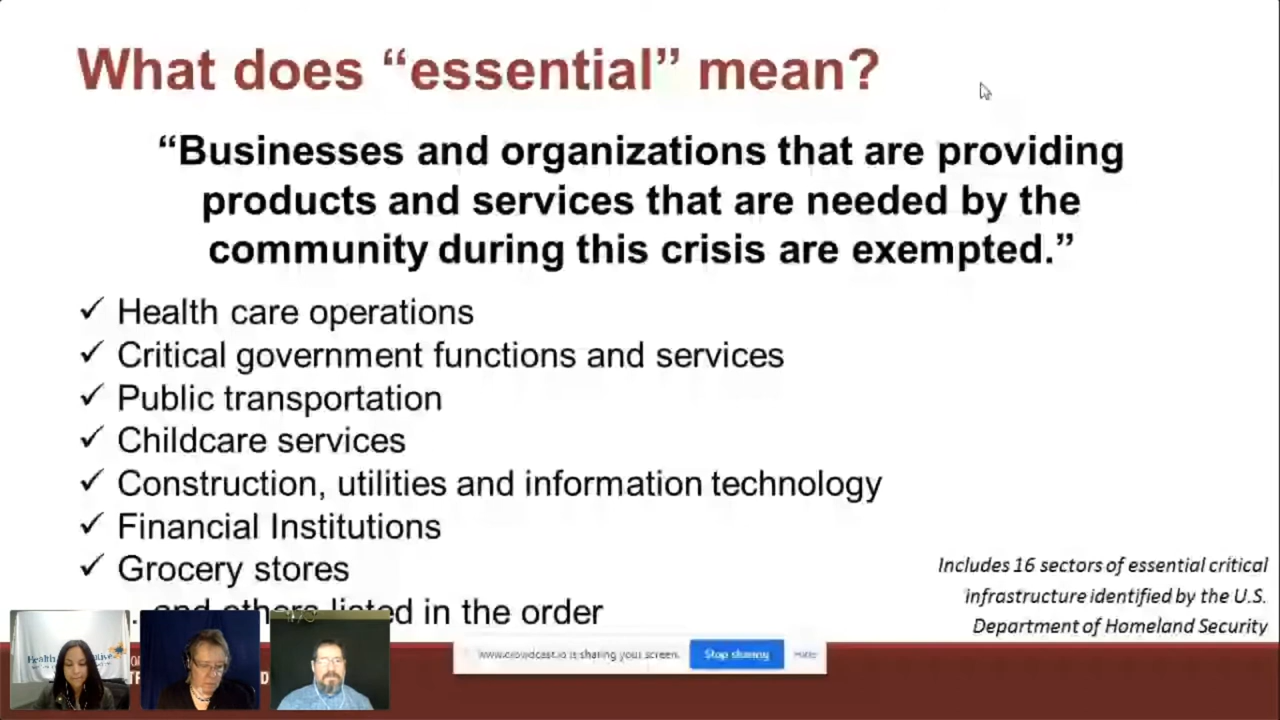 What does “essential” mean?
“Businesses and organizations that are providing
products and services that are needed by the
community during this crisis are exempted.”
✓ Health care operations
✓ Critical government functions and services
✓ Public transportation
✓ Childcare services
✓ Construction, utilities and information technology
✓ Financial Institutions
✓ Grocery stores
and others listed in the order
Includes 16 sectors of essential critical
infrastructure identified by the U.S.
Department of Homeland Security
www.crowdcast.io is sharing your screen.
Stop sharing
Hide
Health